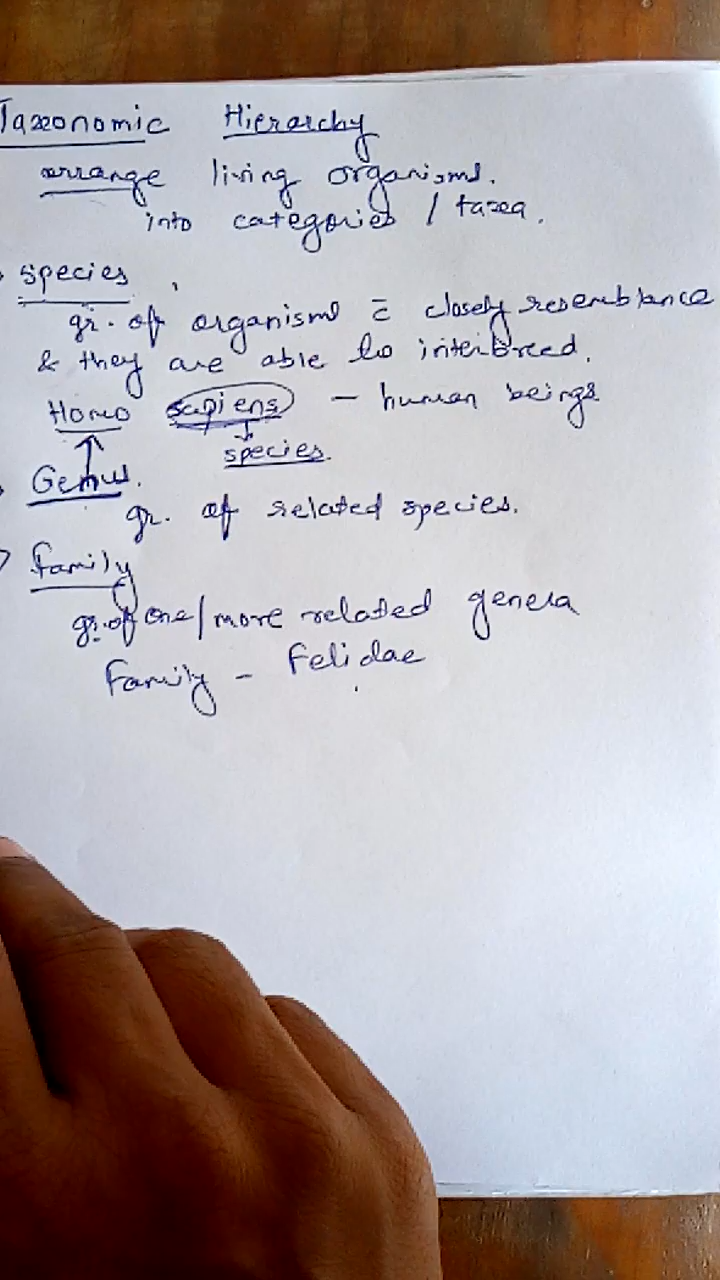 Taxonomic Hierarchy
arrange living organisms.
into categories / taxa.
species,
gr. of organisms c̄ closely resemblance
& they are able to interbreed.
Homo sapiens – human beings
species.
Genus.
gr. of related species.
family
gr. of one/more related genera
Family – Felidae